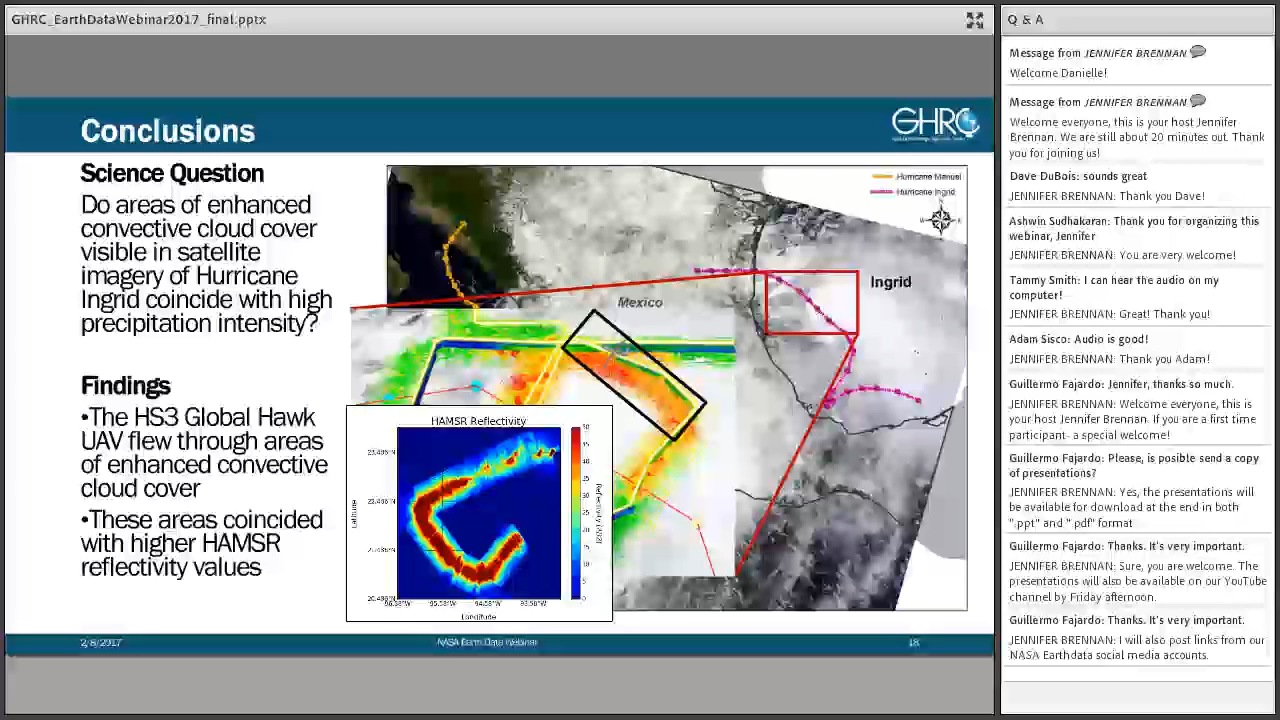 GHRC_EarthDataWebinar2017_final.pptx
Conclusions
GHRC
Science Question
Do areas of enhanced
convective cloud cover
visible in satellite
imagery of Hurricane
Ingrid coincide with high
precipitation intensity?
Findings
•The HS3 Global Hawk
UAV flew through areas
of enhanced convective
cloud cover
•These areas coincided
with higher HAMSR
reflectivity values
Hurricane Manuel
Hurricane Ingrid
Ingrid
Mexico
HAMSR Reflectivity
Latitude
Longitude
2/8/2017
NASA Earth Data Webinar
18
Q & A
Message from JENNIFER BRENNAN
Welcome Danielle!
Message from JENNIFER BRENNAN
Welcome everyone, this is your host Jennifer
Brennan. We are still about 20 minutes out. Thank
you for joining us!
Dave DuBois: sounds great
JENNIFER BRENNAN: Thank you Dave!
Ashwin Sudhakaran: Thank you for organizing this
webinar, Jennifer
JENNIFER BRENNAN: You are very welcome!
Tammy Smith: I can hear the audio on my
computer!
JENNIFER BRENNAN: Great! Thank you!
Adam Sisco: Audio is good!
JENNIFER BRENNAN: Thank you Adam!
Guillermo Fajardo: Jennifer, thanks so much.
JENNIFER BRENNAN: Welcome everyone, this is
your host Jennifer Brennan. If you are a first time
participant- a special welcome!
Guillermo Fajardo: Please, is posible send a copy
of presentations?
JENNIFER BRENNAN: Yes, the presentations will
be available for download at the end in both
".ppt" and ".pdf" format
Guillermo Fajardo: Thanks. It's very important.
JENNIFER BRENNAN: Sure, you are welcome. The
presentations will also be available on our YouTube
channel by Friday afternoon.
Guillermo Fajardo: Thanks. It's very important.
JENNIFER BRENNAN: I will also post links from our
NASA Earthdata social media accounts.